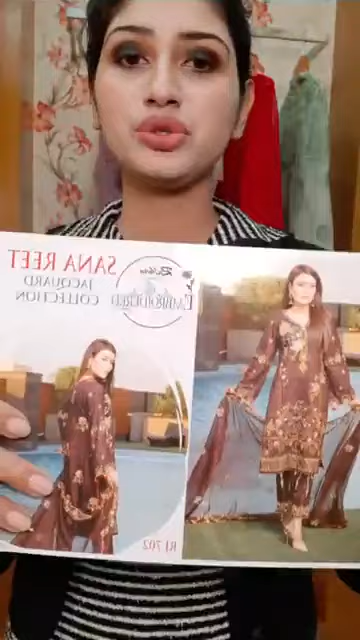 SANA REET
JACQUARD
COLLECTION
EMBROIDERED
RI 702